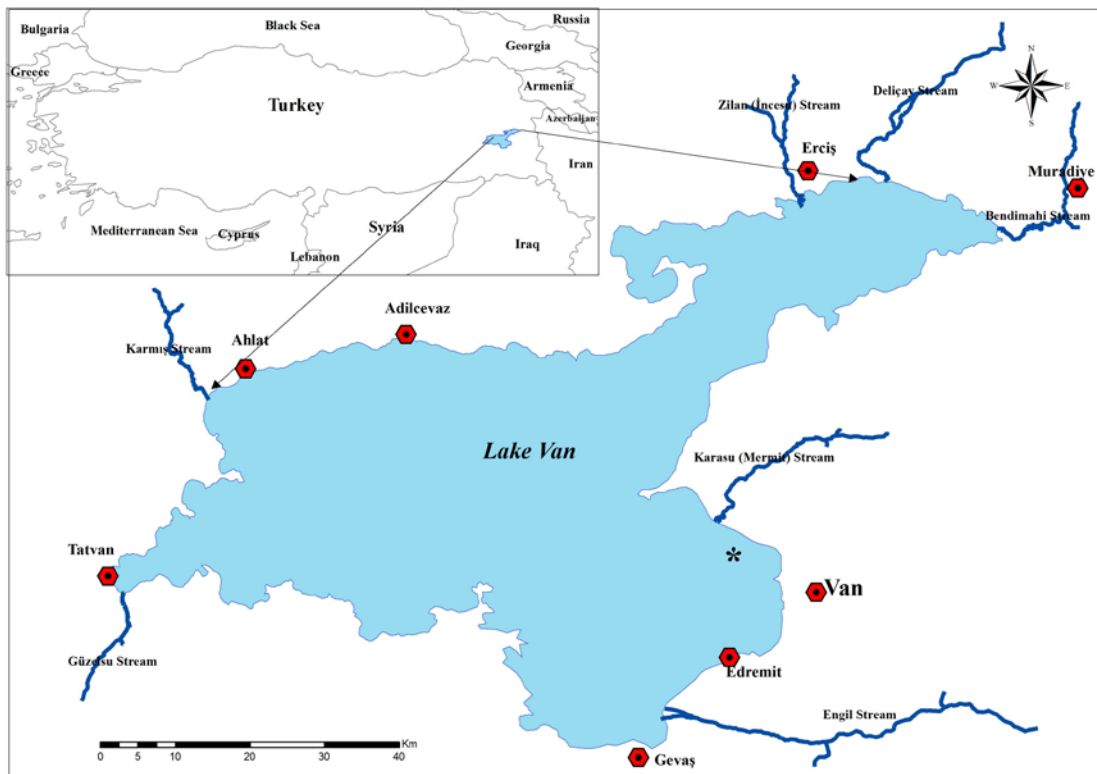 Russia
Bulgaria
Black Sea
Georgia
Greece
Armenia
Turkey
Azerbaijan
Iran
Mediterranean Sea
Cyprus
Syria
Iraq
Lebanon
N
W
E
S
Zilan (İncesu) Stream
Deliçay Stream
Erciş
Muradiye
Bendimahi Stream
Adilcevaz
Ahlat
Karmış Stream
Lake Van
Karasu (Mermit) Stream
Tatvan
*
Van
Güzelsu Stream
Edremit
Engil Stream
Gevaş
Km
0 5 10 20 30 40